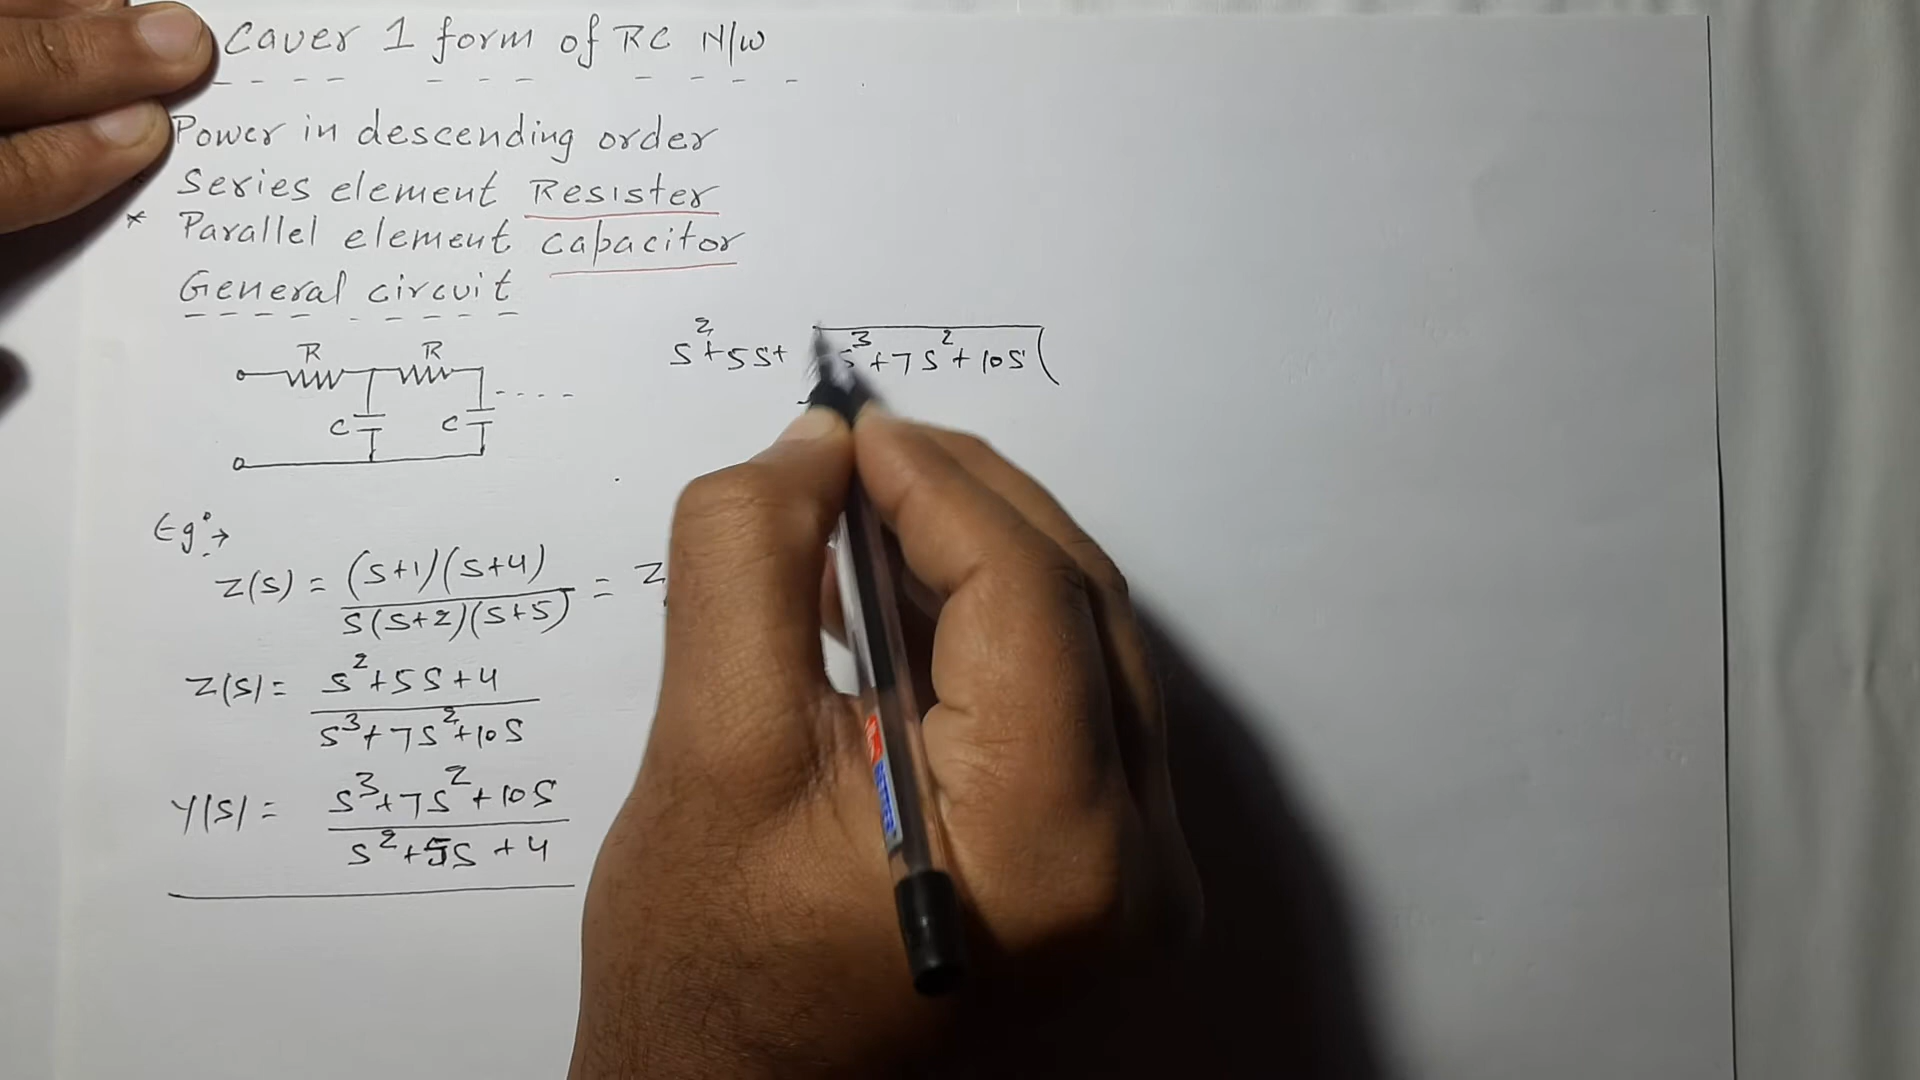 Cauer 1 form of RC N/W
Power in descending order
Series element Resister
* Parallel element capacitor
General circuit
R R
C C
Eg:→
Z(S) = (S+1)(S+4) / S(S+2)(S+5) = Z
Z(S) = S²+5S+4 / S³+7S²+10S
Y(S) = S³+7S²+10S / S²+5S+4
S²+5S+ S³+7S²+10S (
BETTER